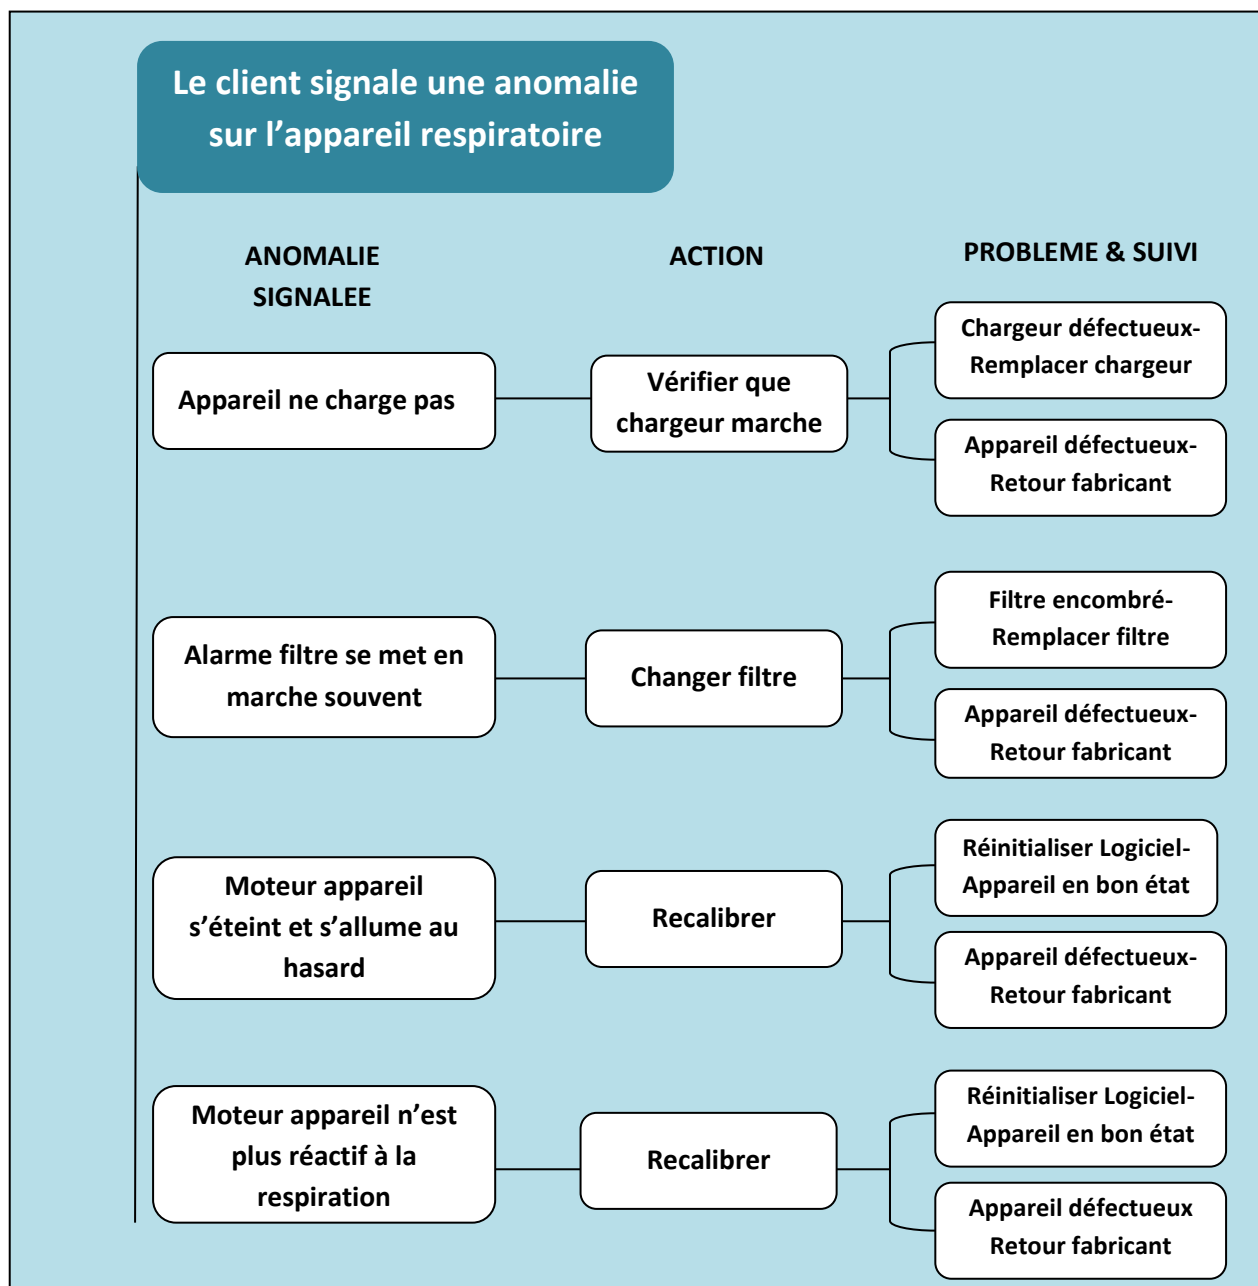 Le client signale une anomalie
sur l’appareil respiratoire
ANOMALIE
SIGNALEE
ACTION
PROBLEME & SUIVI
Appareil ne charge pas
Vérifier que
chargeur marche
Chargeur défectueux-
Remplacer chargeur
Appareil défectueux-
Retour fabricant
Alarme filtre se met en
marche souvent
Changer filtre
Filtre encombré-
Remplacer filtre
Appareil défectueux-
Retour fabricant
Moteur appareil
s’éteint et s’allume au
hasard
Recalibrer
Réinitialiser Logiciel-
Appareil en bon état
Appareil défectueux-
Retour fabricant
Moteur appareil n’est
plus réactif à la
respiration
Recalibrer
Réinitialiser Logiciel-
Appareil en bon état
Appareil défectueux
Retour fabricant